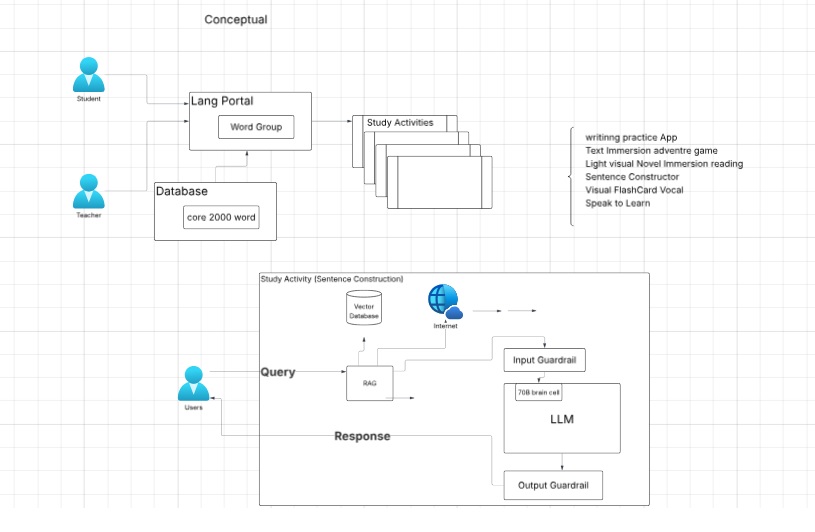 Conceptual
Student
Lang Portal
Word Group
Study Activities
writinng practice App
Text Immersion adventre game
Light visual Novel Immersion reading
Sentence Constructor
Visual FlashCard Vocal
Speak to Learn
Teacher
Database
core 2000 word
Study Activity (Sentence Construction)
Vector
Database
Internet
Query
RAG
Input Guardrail
70B brain cell
LLM
Users
Response
Output Guardrail